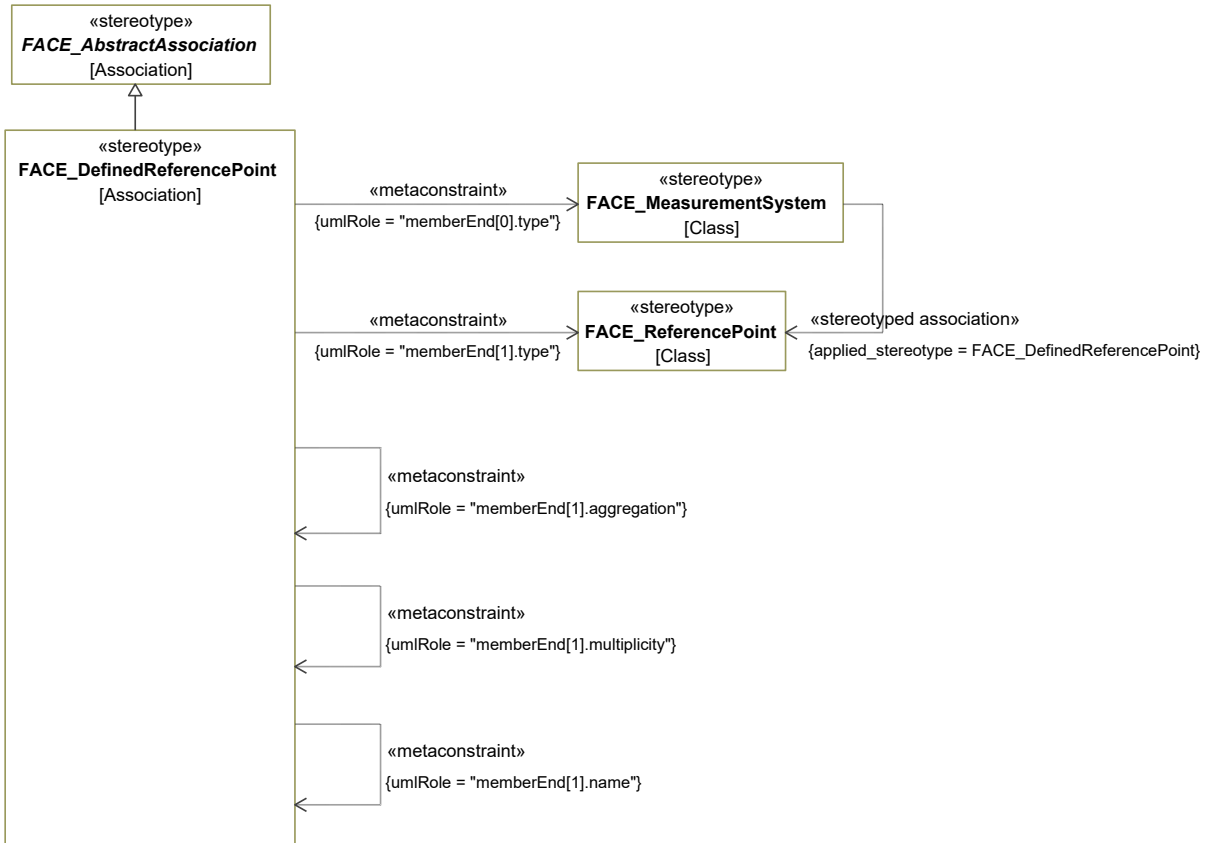 «stereotype»
FACE_AbstractAssociation
[Association]
«stereotype»
FACE_DefinedReferencePoint
[Association]
«metaconstraint»
{umlRole = "memberEnd[0].type"}
«stereotype»
FACE_MeasurementSystem
[Class]
«metaconstraint»
{umlRole = "memberEnd[1].type"}
«stereotype»
FACE_ReferencePoint
[Class]
«stereotyped association»
{applied_stereotype = FACE_DefinedReferencePoint}
«metaconstraint»
{umlRole = "memberEnd[1].aggregation"}
«metaconstraint»
{umlRole = "memberEnd[1].multiplicity"}
«metaconstraint»
{umlRole = "memberEnd[1].name"}